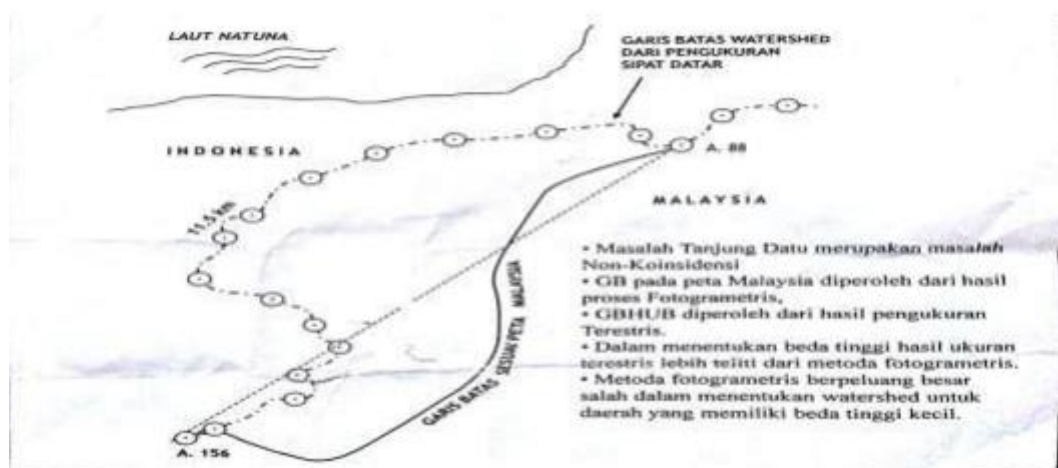 LAUT NATUNA
GARIS BATAS WATERSHED
DARI PENGUKURAN
SIPAT DATAR
INDONESIA
A. 88
MALAYSIA
GARIS BATAS SESUAI PETA MALAYSIA
A. 156
• Masalah Tanjung Datu merupakan masalah
Non-Koinsidensi
• GB pada peta Malaysia diperoleh dari hasil
proses Fotogrametris,
• GBHUB diperoleh dari hasil pengukuran
Terestris.
• Dalam menentukan beda tinggi hasil ukuran
terestris lebih teliti dari metoda fotogrametris.
• Metoda fotogrametris berpeluang besar
salah dalam menentukan watershed untuk
daerah yang memiliki beda tinggi kecil.